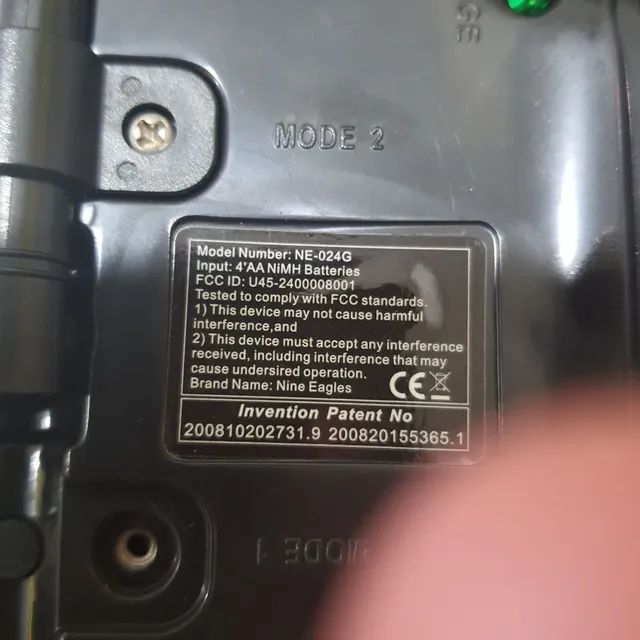 GE
MODE 2
Model Number: NE-024G
Input: 4'AA NiMH Batteries
FCC ID: U45-2400008001
Tested to comply with FCC standards.
1) This device may not cause harmful
interference,and
2) This device must accept any interference
received, including interference that may
cause undersired operation.
Brand Name: Nine Eagles
CE
Invention Patent No
200810202731.9 200820155365.1
MODE 1